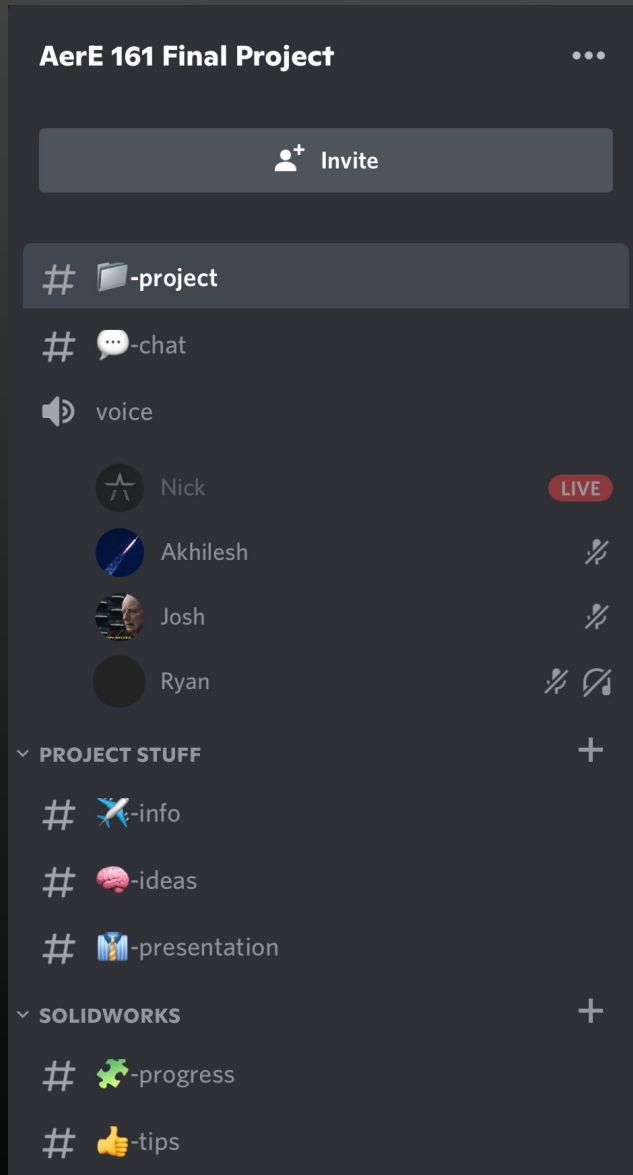 AerE 161 Final Project
Invite
-project
-chat
voice
Nick LIVE
Akhilesh
Josh
Ryan
PROJECT STUFF
-info
-ideas
-presentation
SOLIDWORKS
-progress
-tips